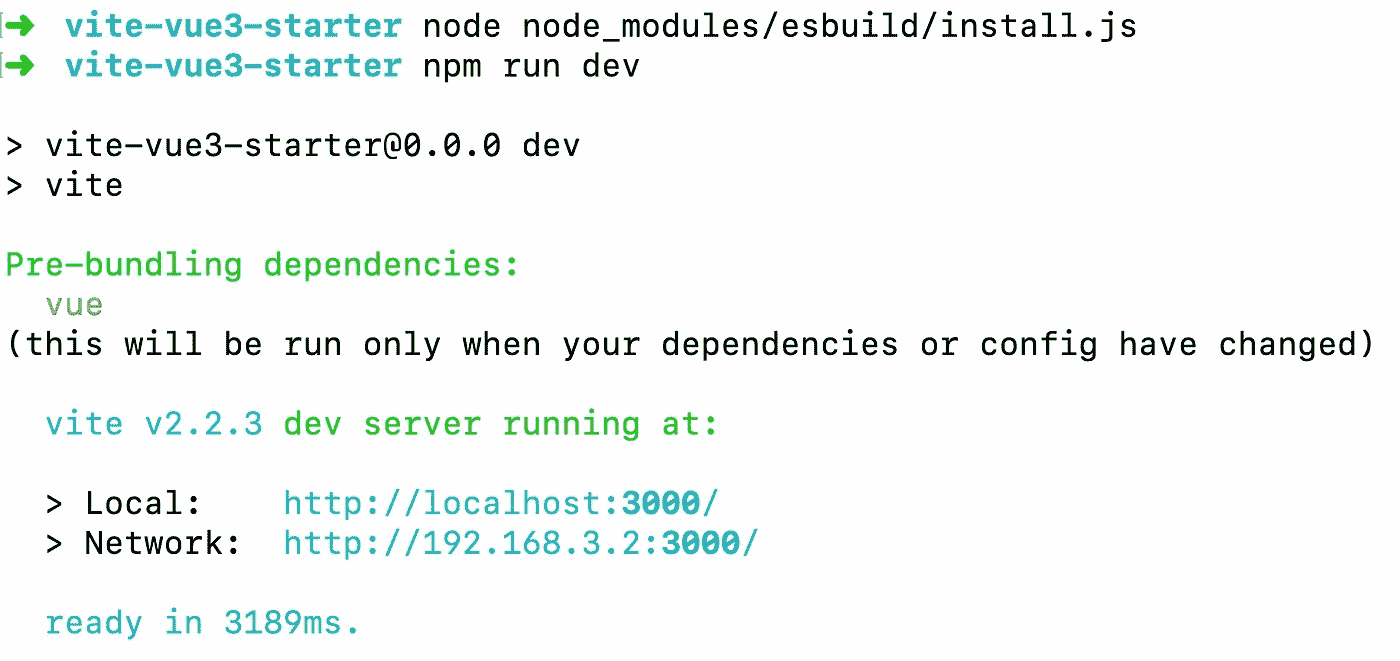 ➜ vite-vue3-starter node node_modules/esbuild/install.js
➜ vite-vue3-starter npm run dev
> vite-vue3-starter@0.0.0 dev
> vite
Pre-bundling dependencies:
vue
(this will be run only when your dependencies or config have changed)
vite v2.2.3 dev server running at:
> Local: http://localhost:3000/
> Network: http://192.168.3.2:3000/
ready in 3189ms.